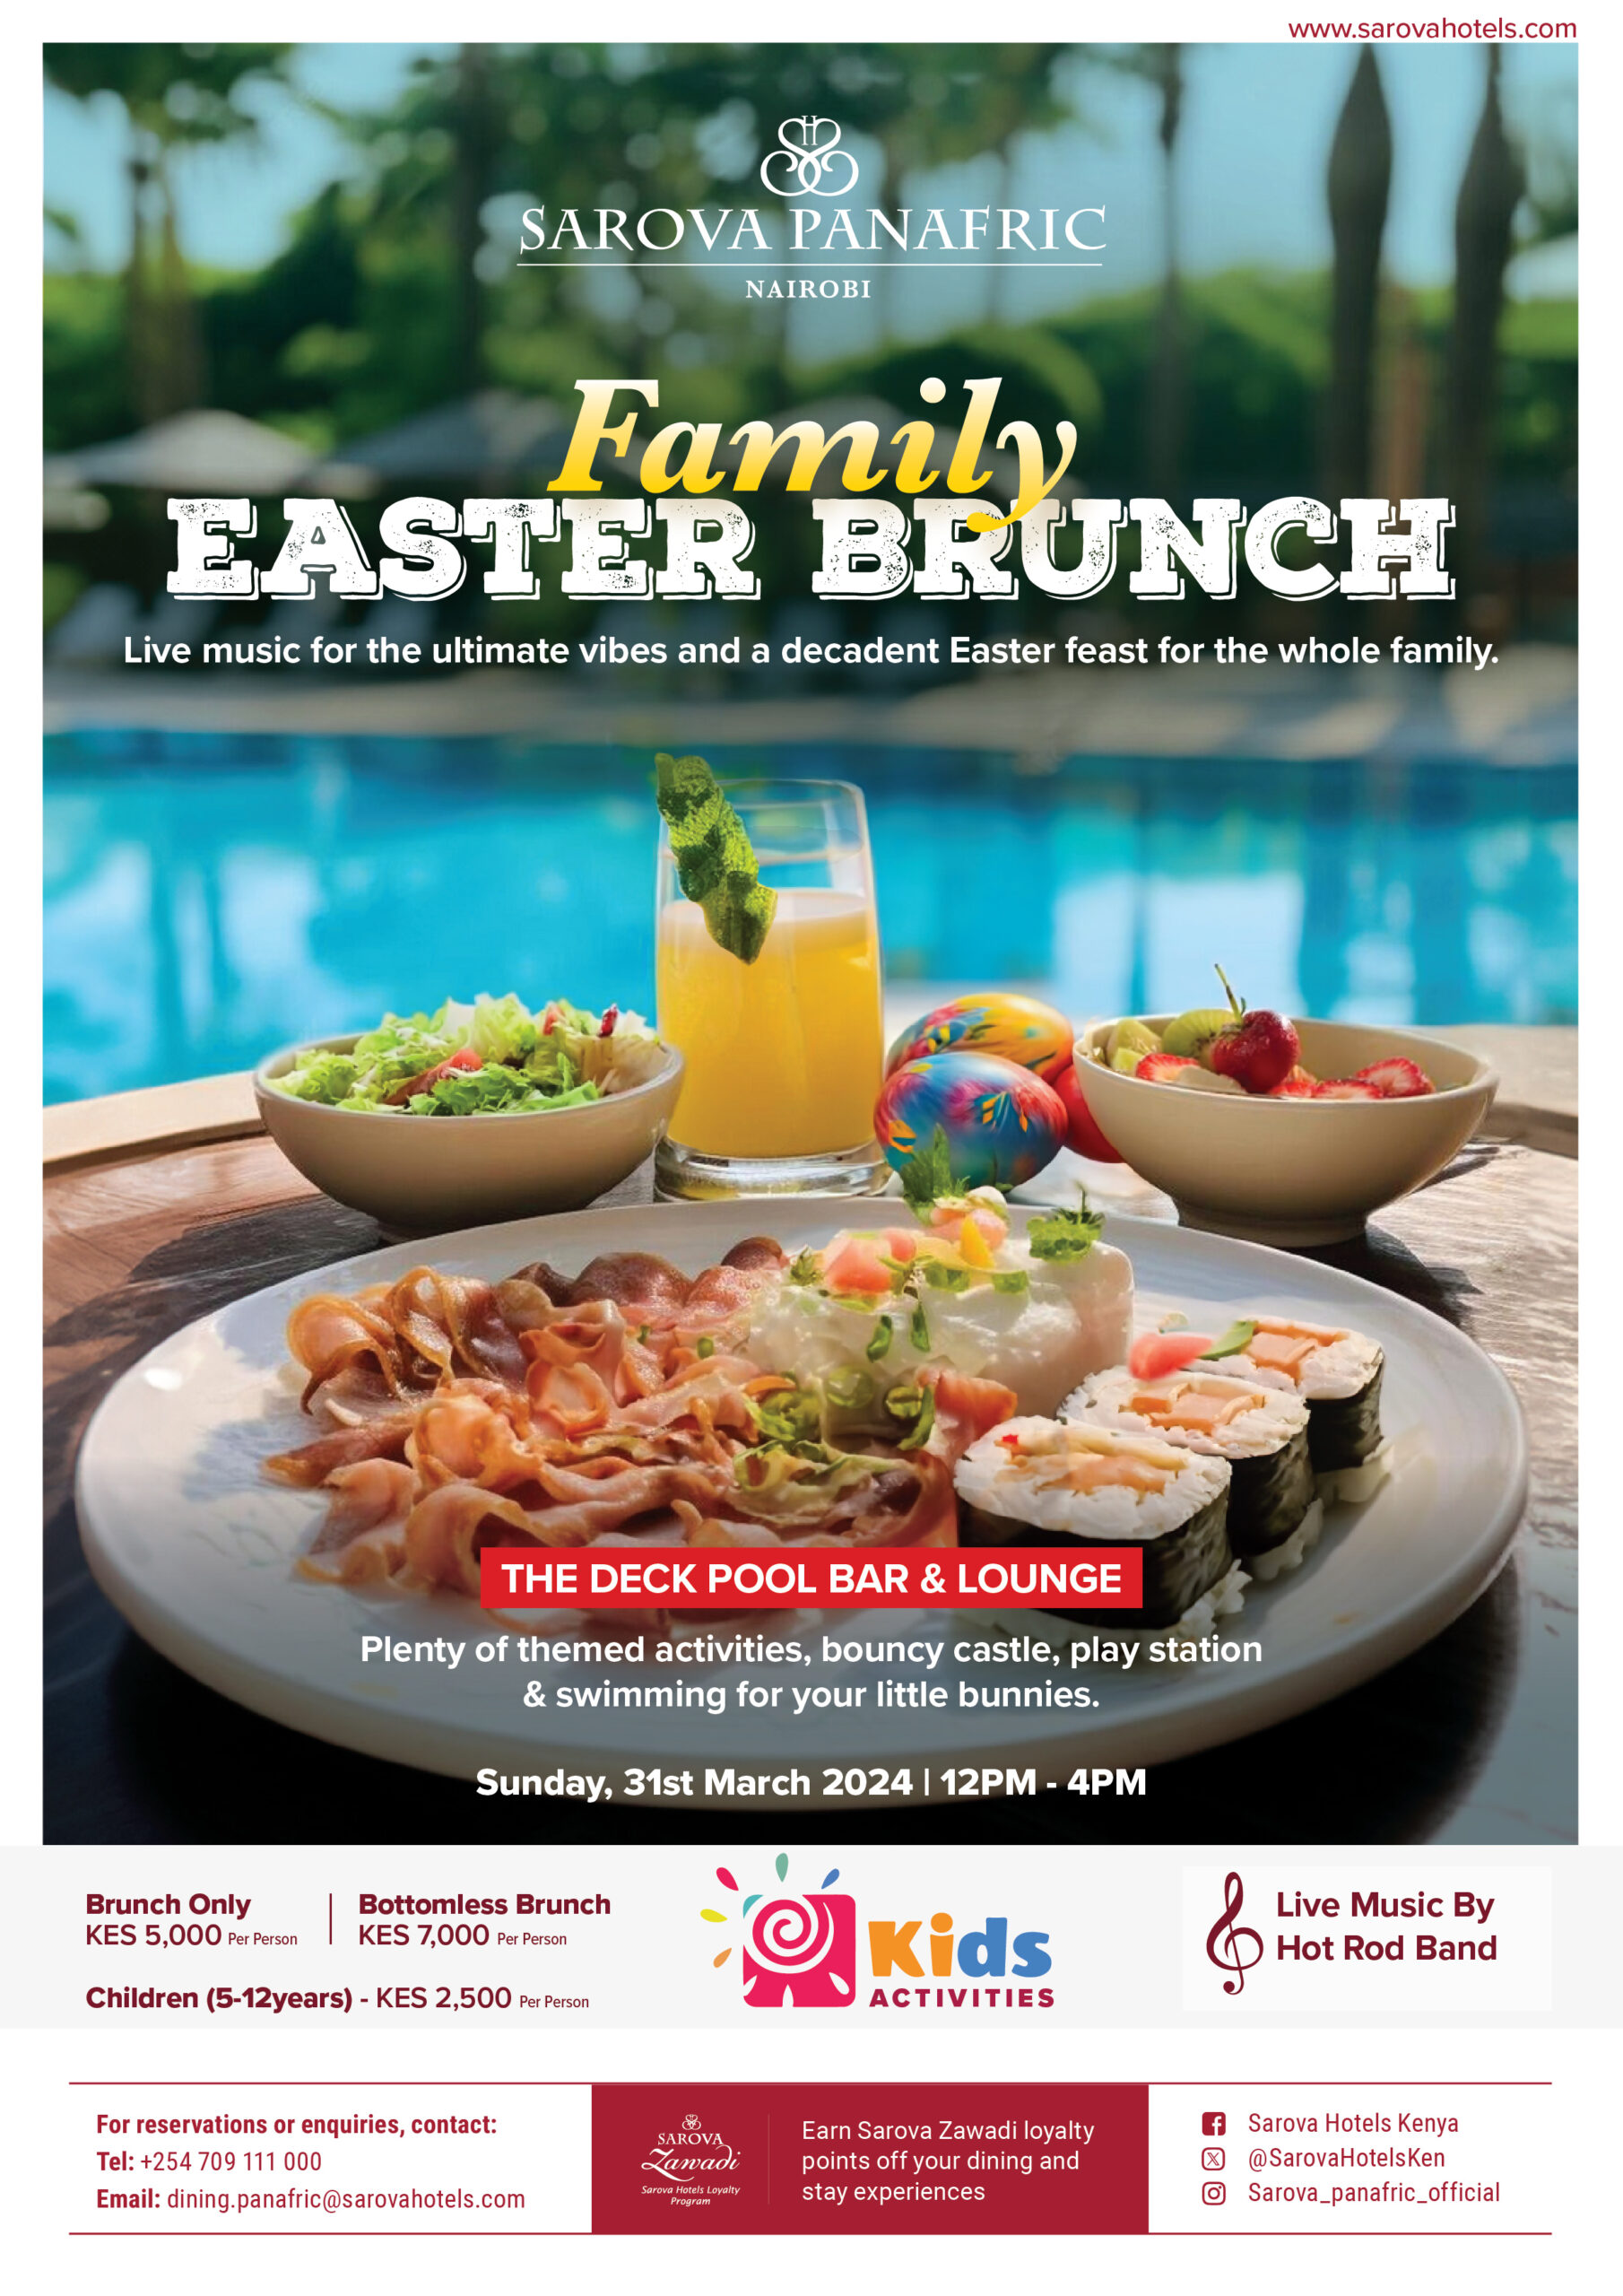 www.sarovahotels.com
SAROVA PANAFRIC
NAIROBI
Family
EASTER BRUNCH
Live music for the ultimate vibes and a decadent Easter feast for the whole family.
THE DECK POOL BAR & LOUNGE
Plenty of themed activities, bouncy castle, play station
& swimming for your little bunnies.
Sunday, 31st March 2024 | 12PM - 4PM
Brunch Only
KES 5,000 Per Person
Bottomless Brunch
KES 7,000 Per Person
Children (5-12years) - KES 2,500 Per Person
Kids
ACTIVITIES
Live Music By
Hot Rod Band
For reservations or enquiries, contact:
Tel: +254 709 111 000
Email: dining.panafric@sarovahotels.com
SAROVA
Zawadi
Sarova Hotels Loyalty
Program
Earn Sarova Zawadi loyalty
points off your dining and
stay experiences
Sarova Hotels Kenya
@SarovaHotelsKen
Sarova_panafric_official